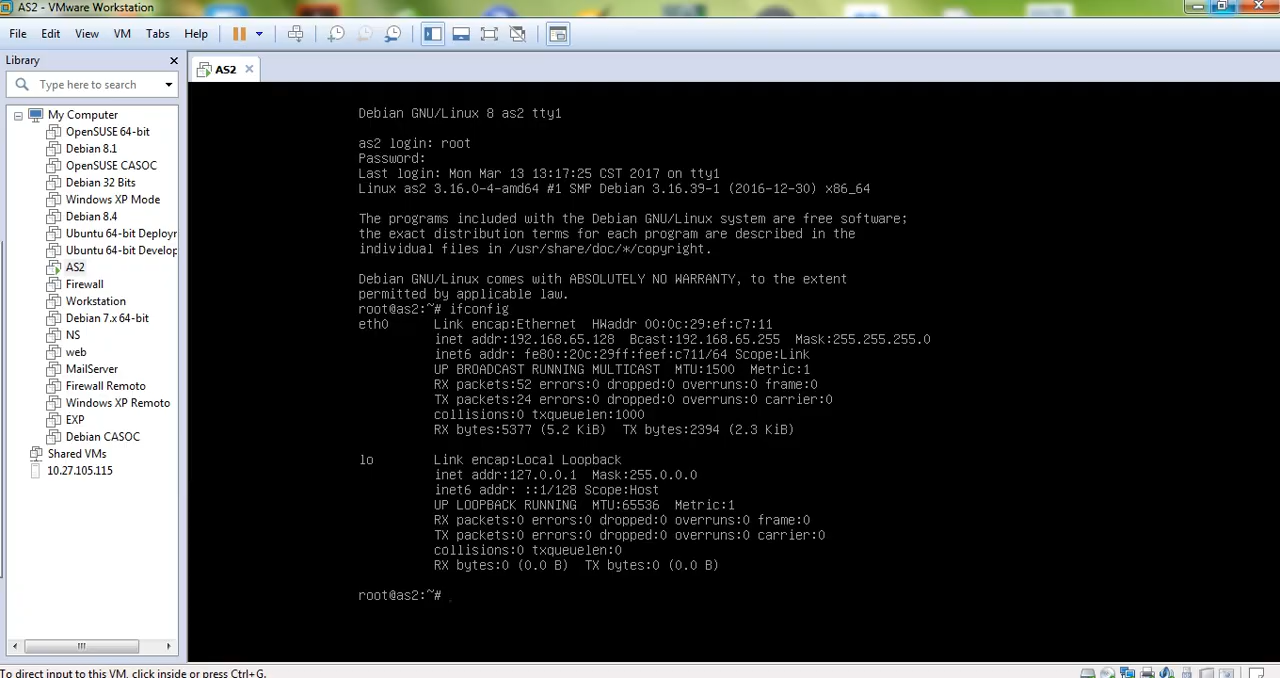 AS2 - VMware Workstation
File Edit View VM Tabs Help
Library
Type here to search
My Computer
OpenSUSE 64-bit
Debian 8.1
OpenSUSE CASOC
Debian 32 Bits
Windows XP Mode
Debian 8.4
Ubuntu 64-bit Deployn
Ubuntu 64-bit Develop
AS2
Firewall
Workstation
Debian 7.x 64-bit
NS
web
MailServer
Firewall Remoto
Windows XP Remoto
EXP
Debian CASOC
Shared VMs
10.27.105.115
AS2
Debian GNU/Linux 8 as2 tty1
as2 login: root
Password:
Last login: Mon Mar 13 13:17:25 CST 2017 on tty1
Linux as2 3.16.0-4-amd64 #1 SMP Debian 3.16.39-1 (2016-12-30) x86_64
The programs included with the Debian GNU/Linux system are free software;
the exact distribution terms for each program are described in the
individual files in /usr/share/doc/*/copyright.
Debian GNU/Linux comes with ABSOLUTELY NO WARRANTY, to the extent
permitted by applicable law.
root@as2:~# ifconfig
eth0 Link encap:Ethernet HWaddr 00:0c:29:ef:c7:11
inet addr:192.168.65.128 Bcast:192.168.65.255 Mask:255.255.255.0
inet6 addr: fe80::20c:29ff:feef:c711/64 Scope:Link
UP BROADCAST RUNNING MULTICAST MTU:1500 Metric:1
RX packets:52 errors:0 dropped:0 overruns:0 frame:0
TX packets:24 errors:0 dropped:0 overruns:0 carrier:0
collisions:0 txqueuelen:1000
RX bytes:5377 (5.2 KiB) TX bytes:2394 (2.3 KiB)
lo Link encap:Local Loopback
inet addr:127.0.0.1 Mask:255.0.0.0
inet6 addr: ::1/128 Scope:Host
UP LOOPBACK RUNNING MTU:65536 Metric:1
RX packets:0 errors:0 dropped:0 overruns:0 frame:0
TX packets:0 errors:0 dropped:0 overruns:0 carrier:0
collisions:0 txqueuelen:0
RX bytes:0 (0.0 B) TX bytes:0 (0.0 B)
root@as2:~#
To direct input to this VM, click inside or press Ctrl+G.